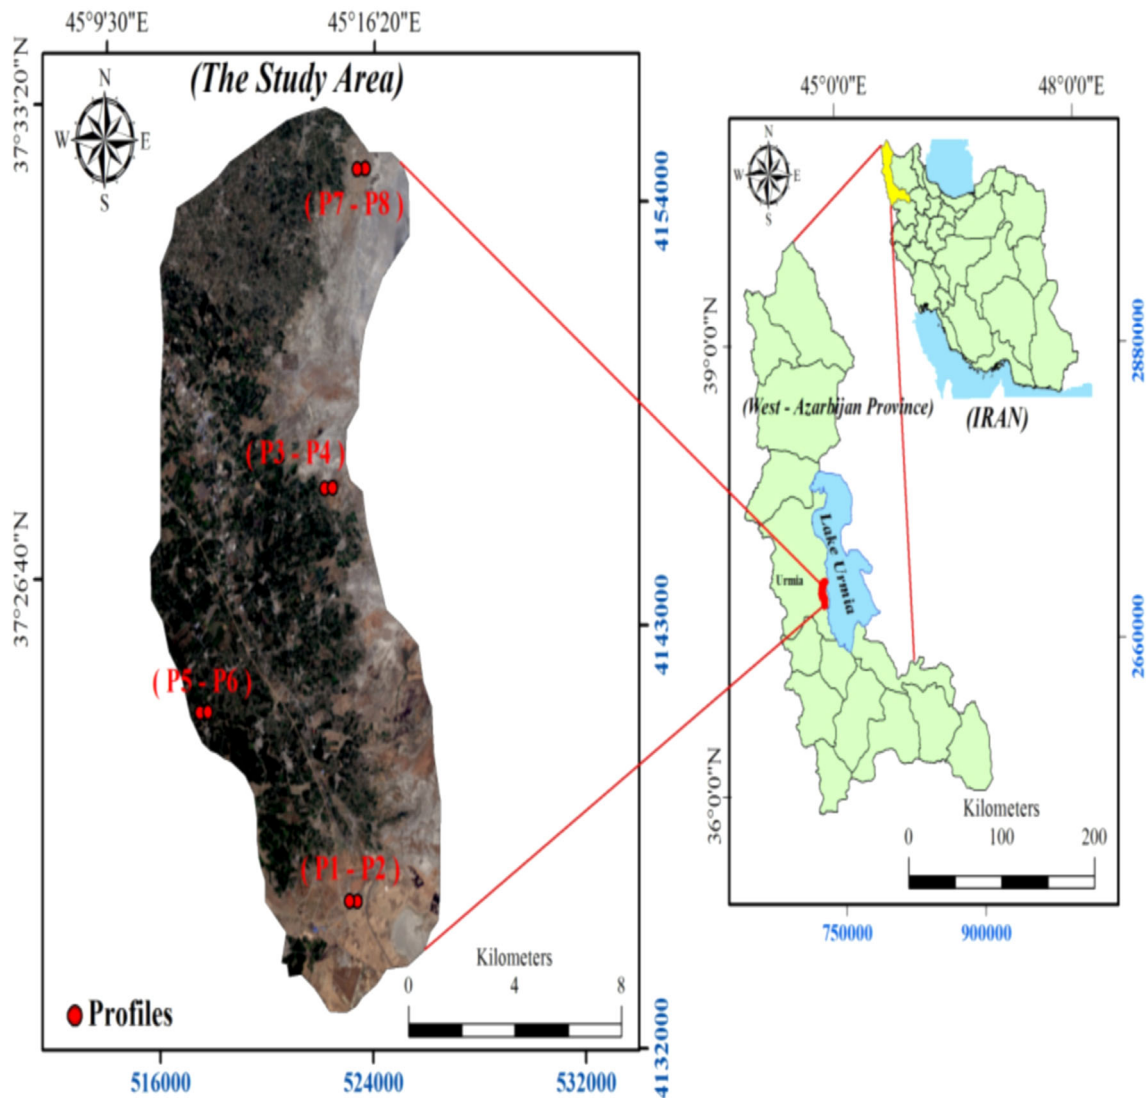 45°9'30"E
45°16'20"E
(The Study Area)
37°33'20"N
N
W
E
S
( P7 - P8 )
4154000
( P3 - P4 )
37°26'40"N
4143000
( P5 - P6 )
( P1 - P2 )
Kilometers
0
4
8
Profiles
516000
524000
532000
4132000
45°0'0"E
48°0'0"E
N
W
E
S
39°0'0"N
2880000
(West - Azarbijan Province)
(IRAN)
Lake Urmia
Urmia
2660000
36°0'0"N
Kilometers
0
100
200
750000
900000